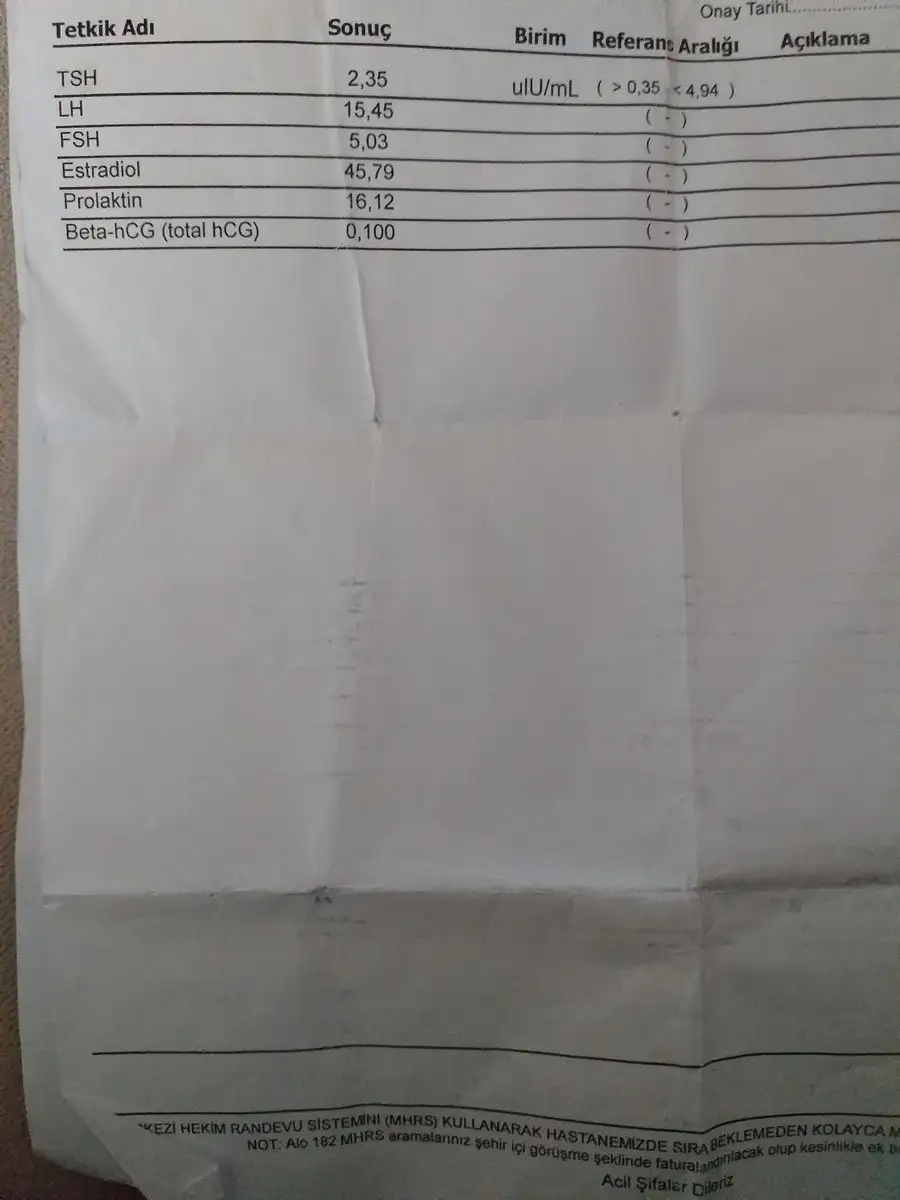 Onay Tarihi..................
Tetkik Adı Sonuç Birim Referans Aralığı Açıklama
TSH 2,35 uIU/mL ( > 0,35 < 4,94 )
LH 15,45 ( - )
FSH 5,03 ( - )
Estradiol 45,79 ( - )
Prolaktin 16,12 ( - )
Beta-hCG (total hCG) 0,100 ( - )
HEKİM RANDEVU SİSTEMİNİ (MHRS) KULLANARAK HASTANEMİZDE SIRA BEKLEMEDEN KOLAYCA
NOT: Alo 182 MHRS aramalarınız şehir içi görüşme şeklinde faturalandırılacak olup kesinlikle ek
Acil Şifalar Dileriz